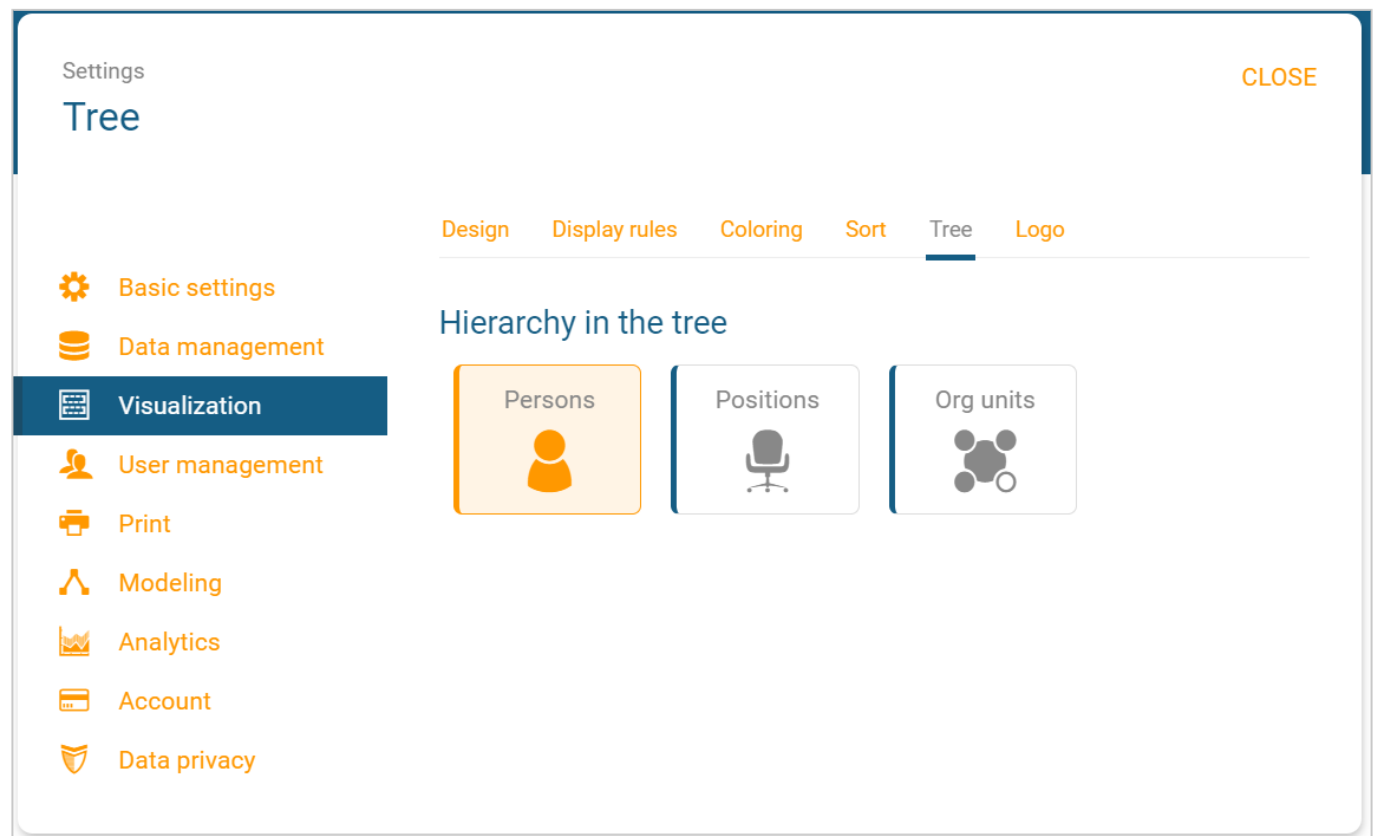 Settings
CLOSE
Tree
Design Display rules Coloring Sort Tree Logo
Basic settings
Hierarchy in the tree
Data management
Persons Positions Org units
Visualization
User management
Print
Modeling
Analytics
Account
Data privacy